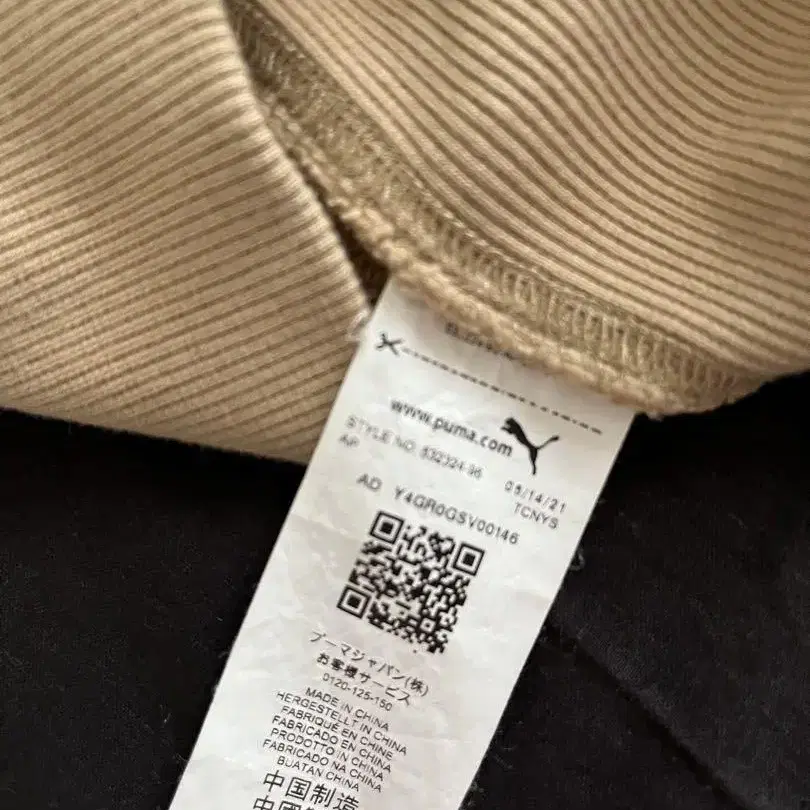 www.puma.com
STYLE NO. 532324-96 05/14/21
AP TCNYS
AD Y4GR0GSV00146
プーマジャパン(株)
お客様サービス
0120-125-150
MADE IN CHINA
HERGESTELLT IN CHINA
FABRIQUÉ EN CHINE
FABRICADO EN CHINA
PRODOTTO IN CHINA
FABRICADO NA CHINA
BUATAN CHINA
中国制造